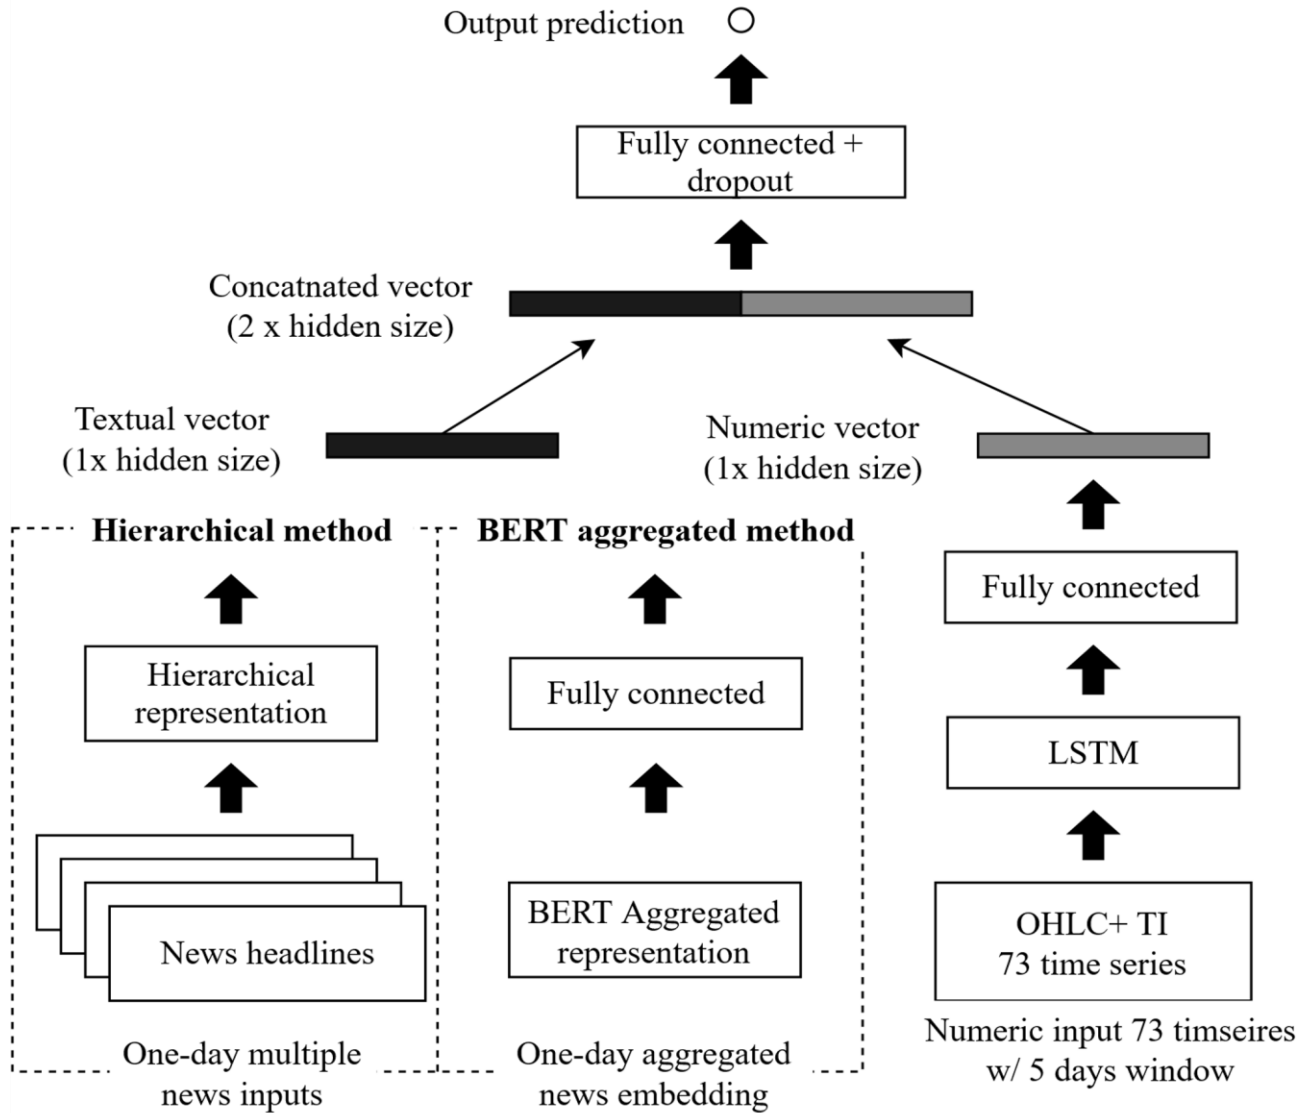 Output prediction
Fully connected +
dropout
Concatnated vector
(2 x hidden size)
Textual vector
(1x hidden size)
Numeric vector
(1x hidden size)
Hierarchical method
BERT aggregated method
Fully connected
Hierarchical
representation
Fully connected
LSTM
News headlines
BERT Aggregated
representation
OHLC+ TI
73 time series
One-day multiple
news inputs
One-day aggregated
news embedding
Numeric input 73 timseires
w/ 5 days window